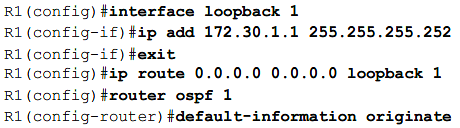 R1(config)#interface loopback 1
R1(config-if)#ip add 172.30.1.1 255.255.255.252
R1(config-if)#exit
R1(config)#ip route 0.0.0.0 0.0.0.0 loopback 1
R1(config)#router ospf 1
R1(config-router)#default-information originate